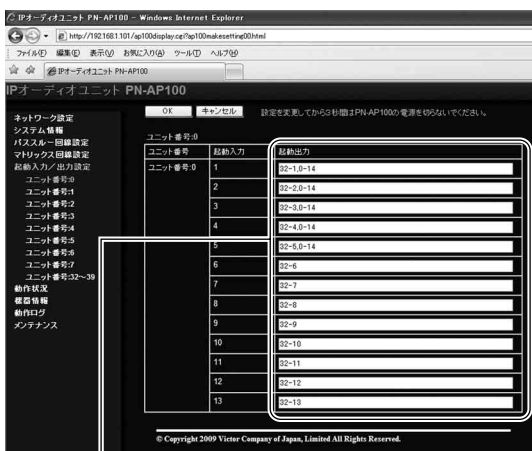 IPオーディオユニット PN-AP100 - Windows Internet Explorer
http://192.168.1.101/ap100display.cgi?ap100makesetting00.html
ファイル(F) 編集(E) 表示(V) お気に入り(A) ツール(T) ヘルプ(H)
IPオーディオユニット PN-AP100
IPオーディオユニット PN-AP100
OK キャンセル 設定を変更してから3秒間はPN-AP100の電源を切らないでください。
ネットワーク設定
システム情報
パススルー回線設定
マトリックス回線設定
起動入力/出力設定
ユニット番号:0
ユニット番号:1
ユニット番号:2
ユニット番号:3
ユニット番号:4
ユニット番号:5
ユニット番号:6
ユニット番号:7
ユニット番号:32～39
動作状況
機器情報
動作ログ
メンテナンス
ユニット番号:0
ユニット番号 起動入力 起動出力
ユニット番号:0 1 32-1,0-14
2 32-2,0-14
3 32-3,0-14
4 32-4,0-14
5 32-5,0-14
6 32-6
7 32-7
8 32-8
9 32-9
10 32-10
11 32-11
12 32-12
13 32-13
© Copyright 2009 Victor Company of Japan, Limited All Rights Reserved.